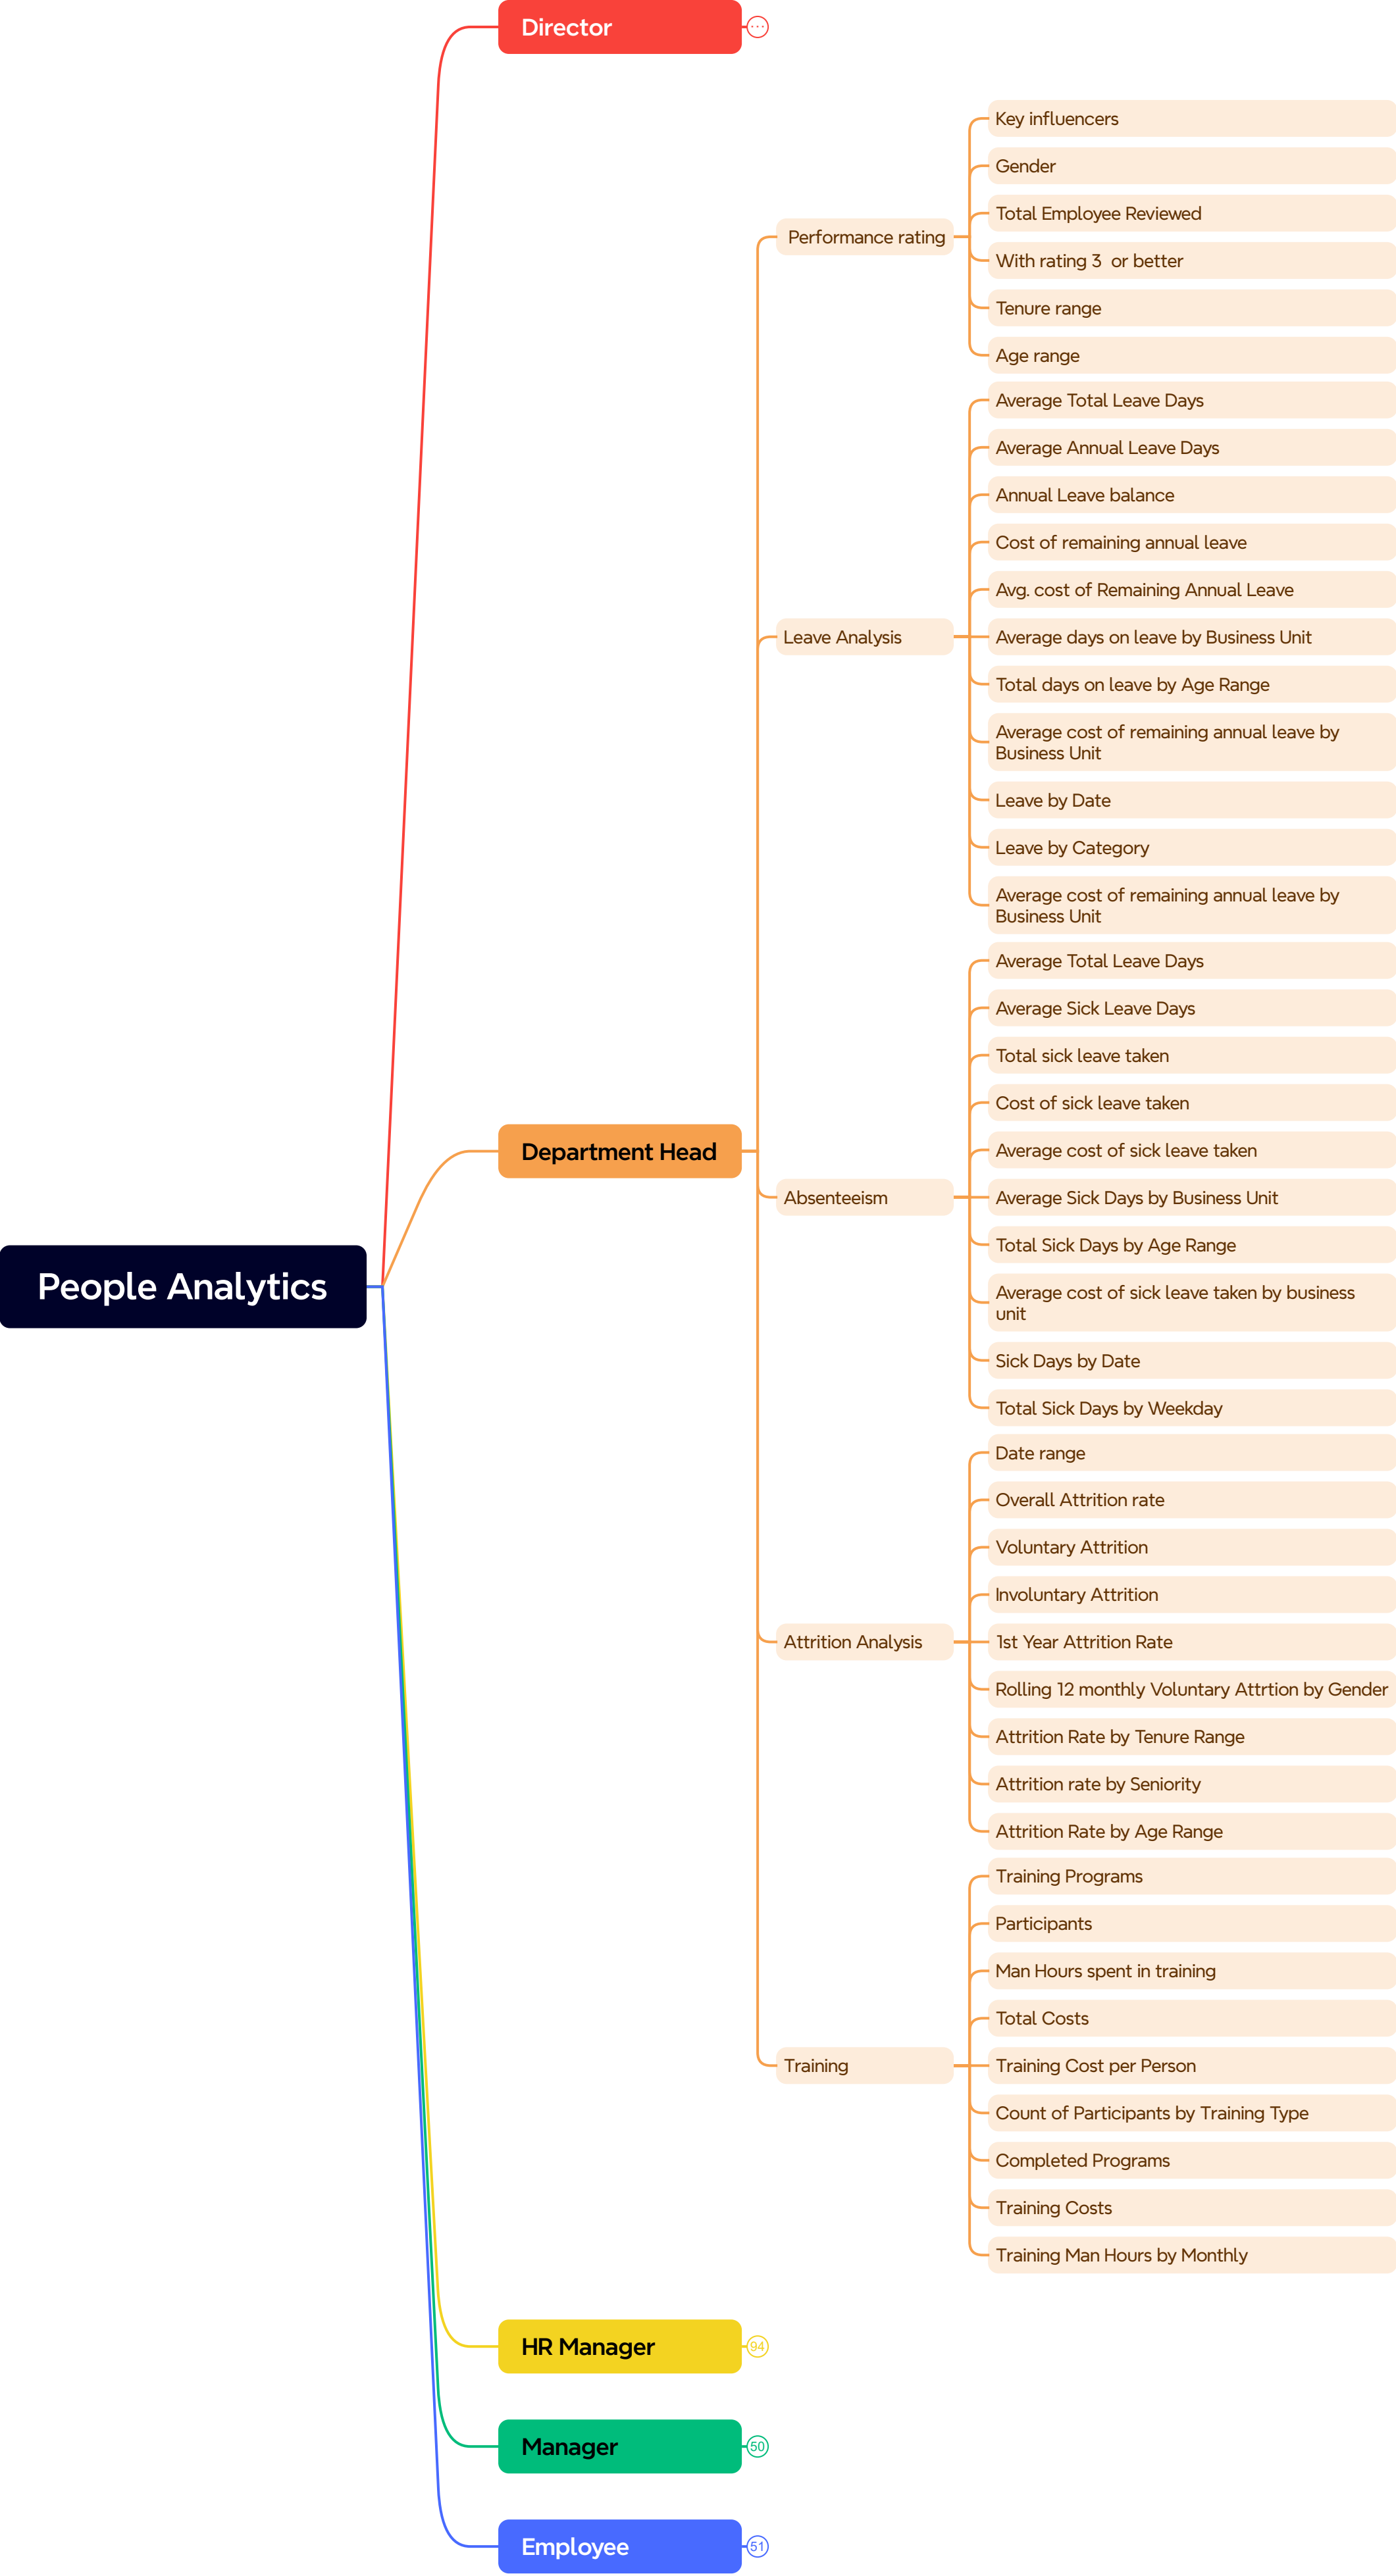 People Analytics
Director
Department Head
Performance rating
Key influencers
Gender
Total Employee Reviewed
With rating 3  or better
Tenure range
Age range
Leave Analysis
Average Total Leave Days
Average Annual Leave Days
Annual Leave balance
Cost of remaining annual leave
Avg. cost of Remaining Annual Leave
Average days on leave by Business Unit
Total days on leave by Age Range
Average cost of remaining annual leave by
Business Unit
Leave by Date
Leave by Category
Average cost of remaining annual leave by
Business Unit
Absenteeism
Average Total Leave Days
Average Sick Leave Days
Total sick leave taken
Cost of sick leave taken
Average cost of sick leave taken
Average Sick Days by Business Unit
Total Sick Days by Age Range
Average cost of sick leave taken by business
unit
Sick Days by Date
Total Sick Days by Weekday
Attrition Analysis
Date range
Overall Attrition rate
Voluntary Attrition
Involuntary Attrition
1st Year Attrition Rate
Rolling 12 monthly Voluntary Attrtion by Gender
Attrition Rate by Tenure Range
Attrition rate by Seniority
Attrition Rate by Age Range
Training
Training Programs
Participants
Man Hours spent in training
Total Costs
Training Cost per Person
Count of Participants by Training Type
Completed Programs
Training Costs
Training Man Hours by Monthly
HR Manager
94
Manager
50
Employee
51